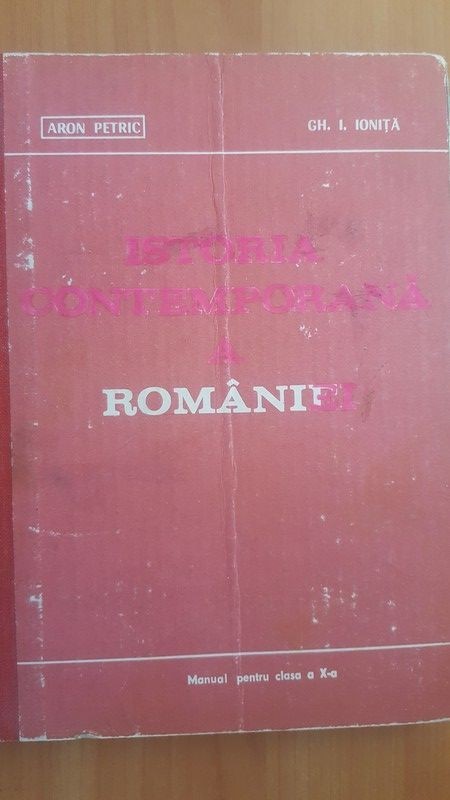 ARON PETRIC
GH. I. IONIȚĂ
ISTORIA
CONTEMPORANĂ
A
ROMÂNIEI
Manual pentru clasa a X-a